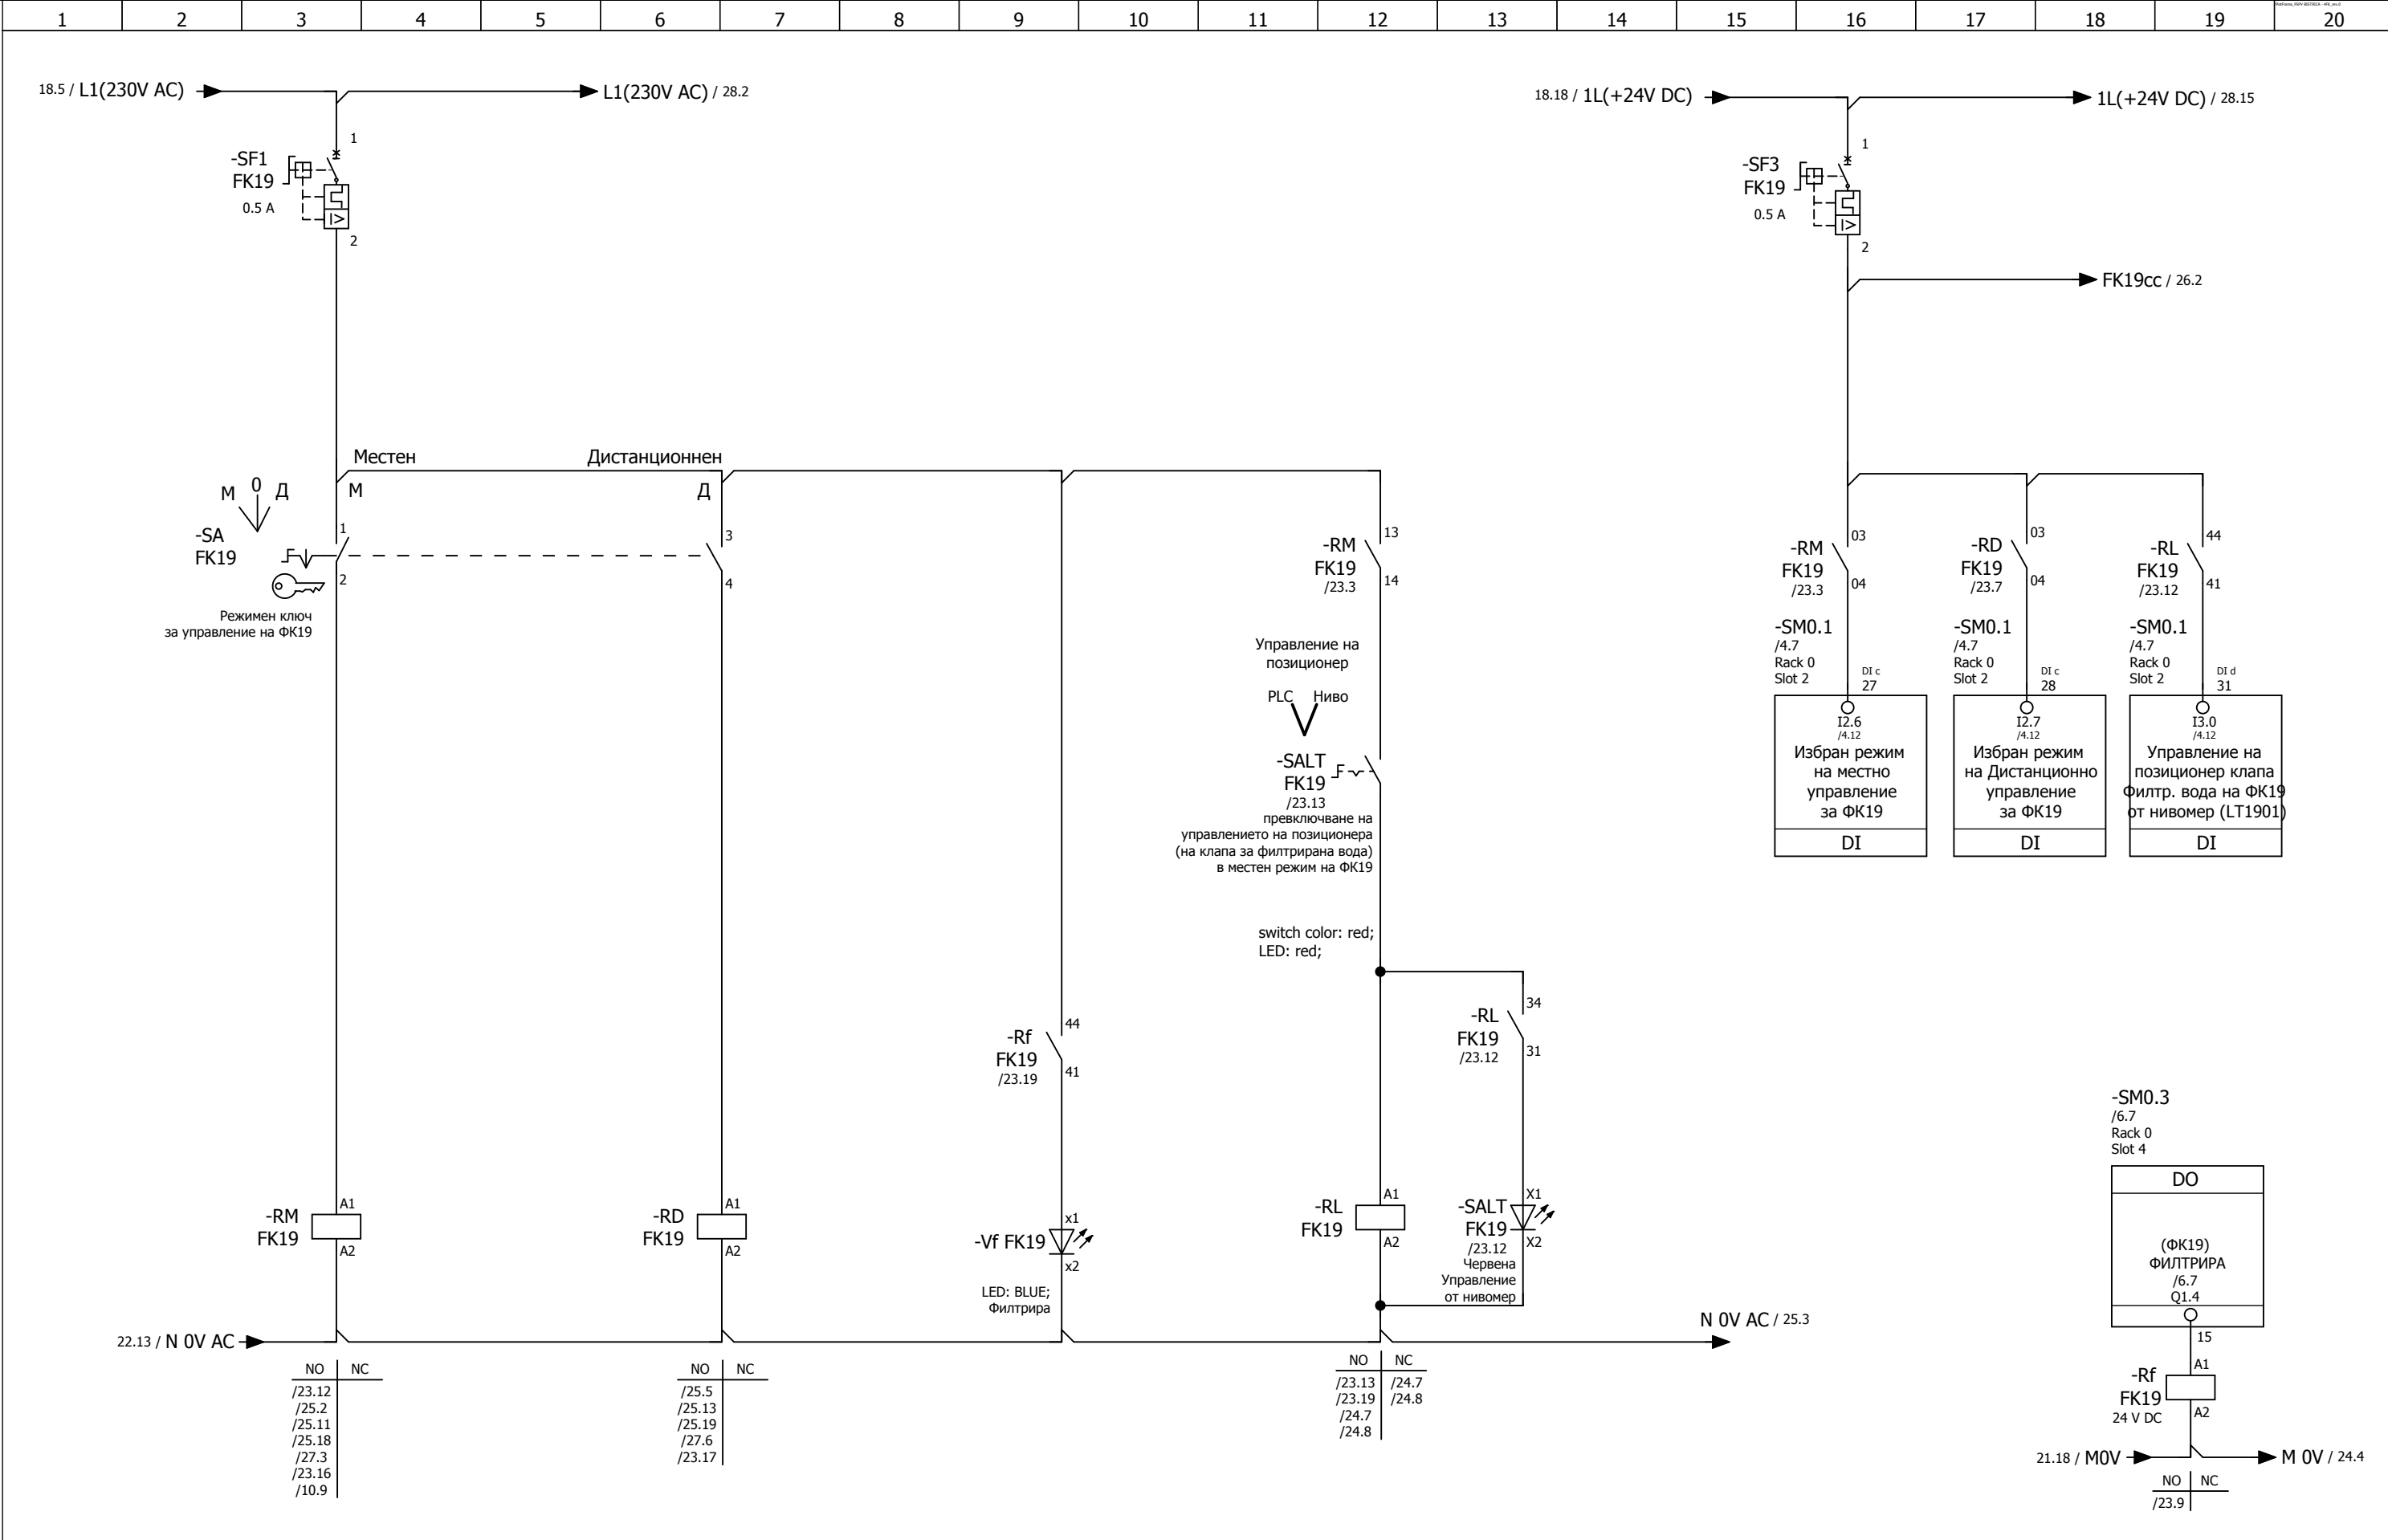 1 2 3 4 5 6 7 8 9 10 11 12 13 14 15 16 17 18 19 20
18.5 / L1(230V AC)
L1(230V AC) / 28.2
18.18 / 1L(+24V DC)
1L(+24V DC) / 28.15
1
-SF1
FK19
0.5 A
2
1
-SF3
FK19
0.5 A
2
FK19cc / 26.2
Местен
Дистанционнен
М 0 Д
М
Д
-SA
FK19
1
2
3
4
Режимен ключ
за управление на ФК19
-RM
FK19
/23.3
13
14
Управление на
позиционер
PLC Ниво
-SALT
FK19
/23.13
превключване на
управлението на позиционера
(на клапа за филтрирана вода)
в местен режим на ФК19
switch color: red;
LED: red;
-RM
FK19
/23.3
03
04
-RD
FK19
/23.7
03
04
-RL
FK19
/23.12
44
41
-SM0.1
/4.7
Rack 0
Slot 2
DI c
27
I2.6
/4.12
Избран режим
на местно
управление
за ФК19
DI
-SM0.1
/4.7
Rack 0
Slot 2
DI c
28
I2.7
/4.12
Избран режим
на Дистанционно
управление
за ФК19
DI
-SM0.1
/4.7
Rack 0
Slot 2
DI d
31
I3.0
/4.12
Управление на
позиционер клапа
Филтр. вода на ФК19
от нивомер (LT1901)
DI
-Rf
FK19
/23.19
44
41
-RL
FK19
/23.12
34
31
-RM
FK19
A1
A2
-RD
FK19
A1
A2
-Vf FK19
x1
x2
LED: BLUE;
Филтрира
-RL
FK19
A1
A2
-SALT
FK19
/23.12
X1
X2
Червена
Управление
от нивомер
22.13 / N 0V AC
N 0V AC / 25.3
NO NC
/23.12
/25.2
/25.11
/25.18
/27.3
/23.16
/10.9
NO NC
/25.5
/25.13
/25.19
/27.6
/23.17
NO NC
/23.13 /24.7
/23.19 /24.8
/24.7
/24.8
-SM0.3
/6.7
Rack 0
Slot 4
DO
(ФК19)
ФИЛТРИРА
/6.7
Q1.4
15
-Rf
FK19
24 V DC
A1
A2
21.18 / M0V
M 0V / 24.4
NO NC
/23.9